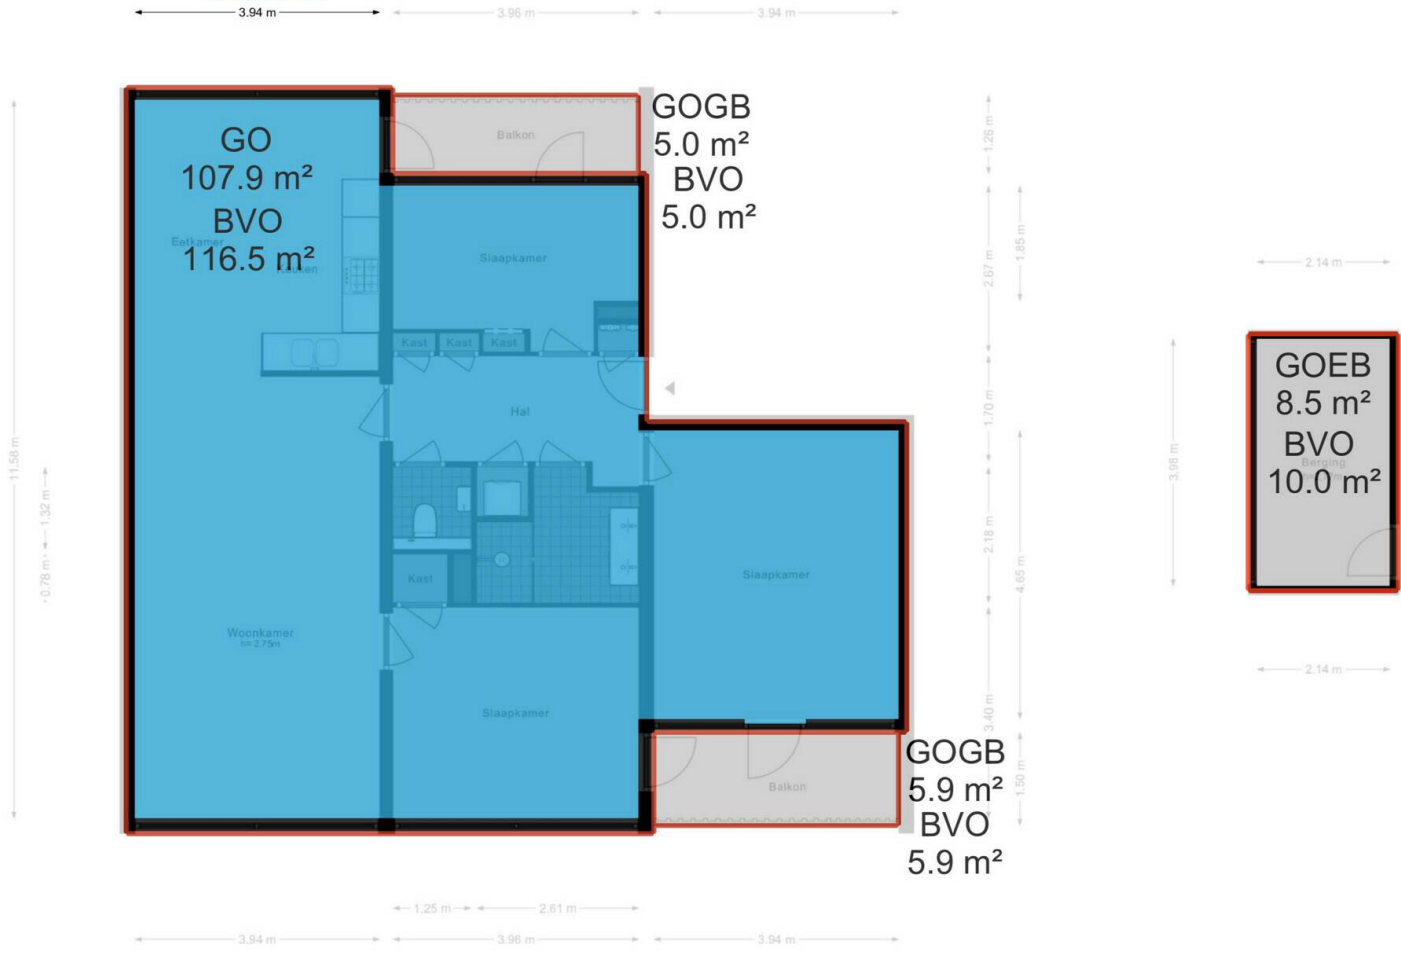 3.94 m
3.96 m
3.94 m
GO
107.9 m²
BVO
116.5 m²
Eetkamer
Keuken
Balkon
GOGB
5.0 m²
BVO
5.0 m²
1.26 m
2.67 m
1.85 m
Slaapkamer
Kast
Kast
Kast
Hal
1.70 m
11.58 m
1.32 m
0.78 m
2.14 m
GOEB
8.5 m²
BVO
10.0 m²
Berging
3.98 m
2.14 m
2.18 m
4.65 m
Kast
Slaapkamer
Woonkamer
h= 2.75m
Slaapkamer
3.40 m
1.50 m
Balkon
GOGB
5.9 m²
BVO
5.9 m²
1.25 m
2.61 m
3.94 m
3.96 m
3.94 m